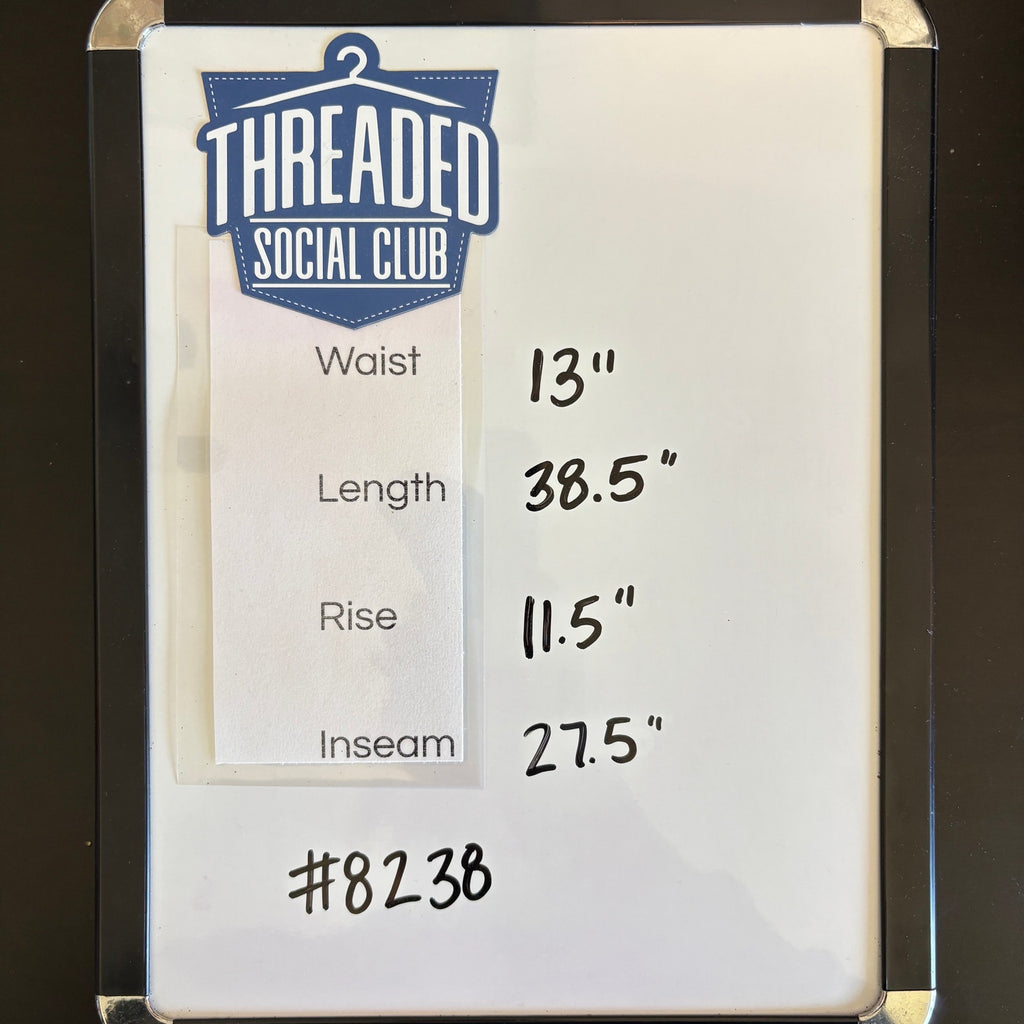 THREADED
SOCIAL CLUB
Waist 13"
Length 38.5"
Rise 11.5"
Inseam 27.5"
#8238